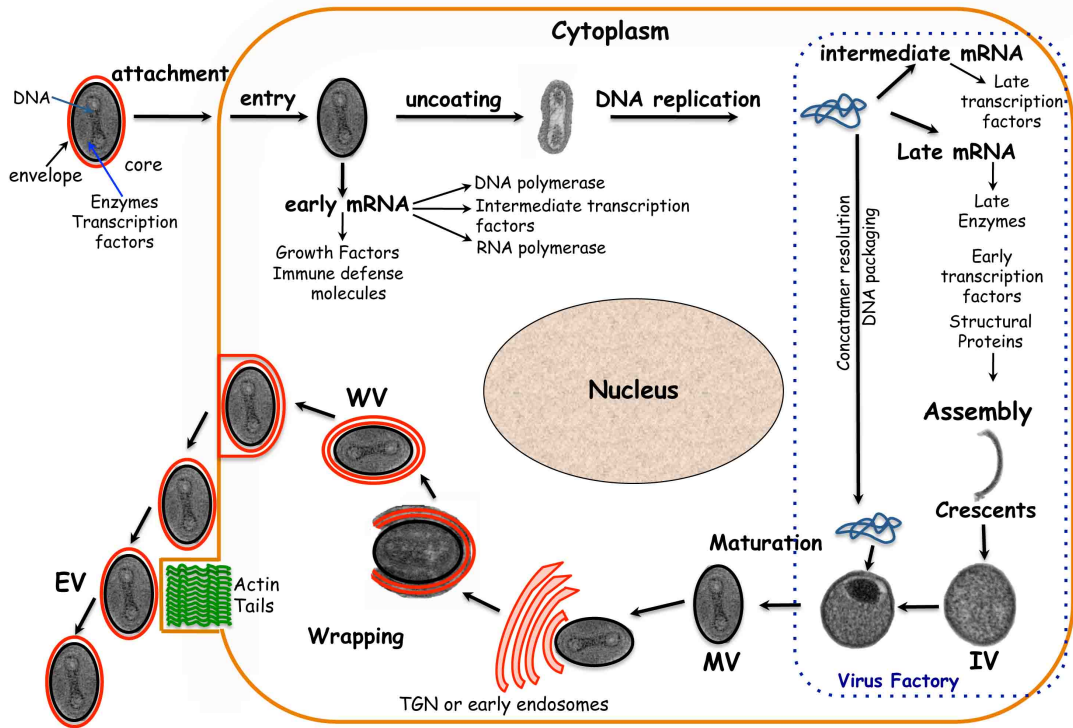 Cytoplasm
attachment
DNA
envelope
core
Enzymes
Transcription
factors
entry
uncoating
DNA replication
early mRNA
DNA polymerase
Intermediate transcription
factors
RNA polymerase
Growth Factors
Immune defense
molecules
intermediate mRNA
Late
transcription
factors
Late mRNA
Late
Enzymes
Early
transcription
factors
Structural
Proteins
Concatamer resolution
DNA packaging
Assembly
Crescents
IV
Virus Factory
Maturation
MV
Nucleus
TGN or early endosomes
Wrapping
WV
EV
Actin
Tails